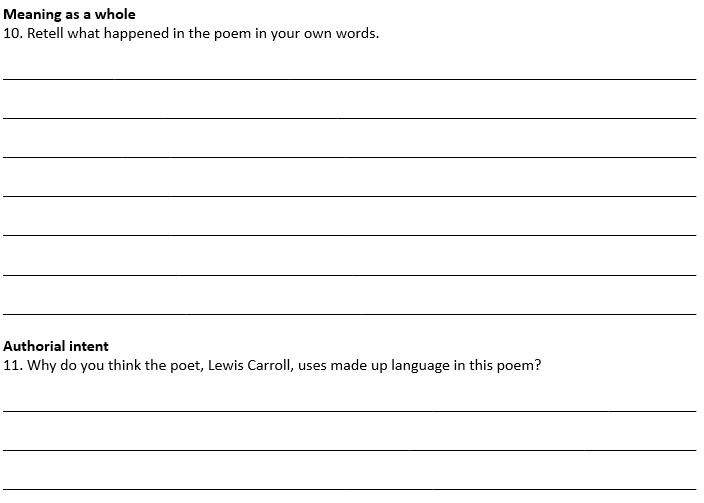 Meaning as a whole
10. Retell what happened in the poem in your own words.
Authorial intent
11. Why do you think the poet, Lewis Carroll, uses made up language in this poem?